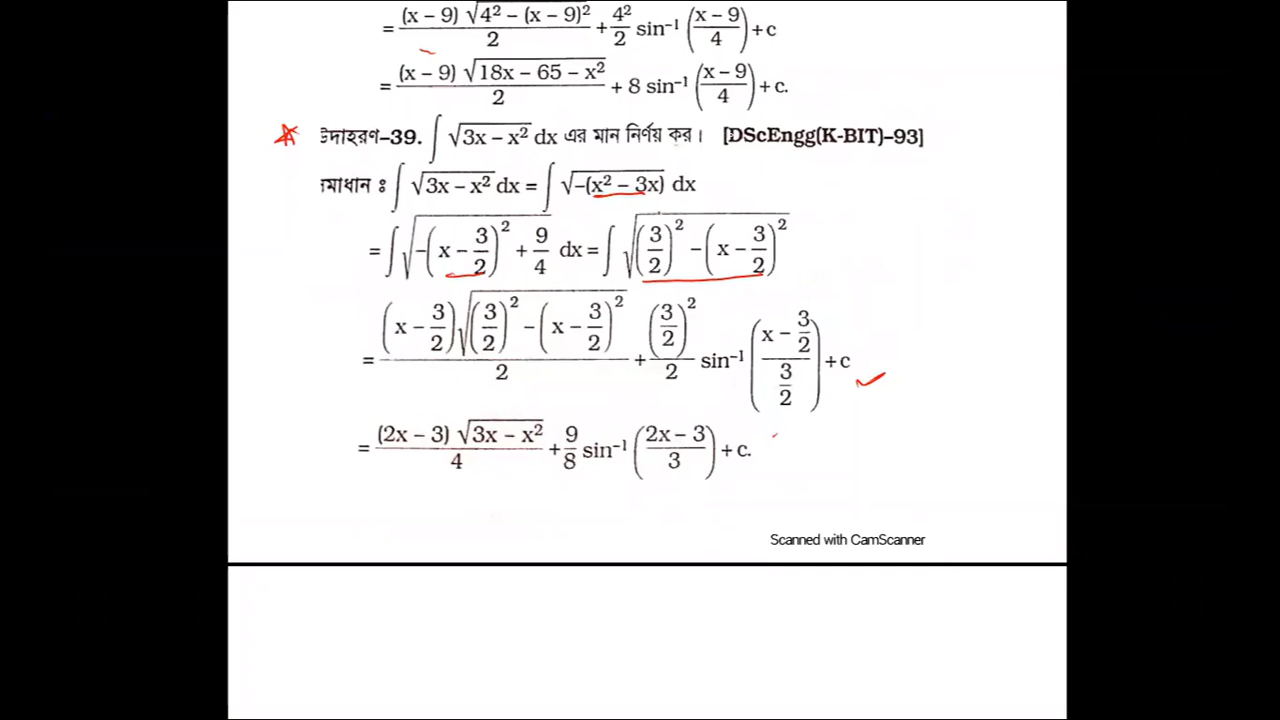 = (x – 9) √(4² – (x – 9)²) / 2 + 4²/2 sin⁻¹ ((x – 9)/4) + c
= (x – 9) √(18x – 65 – x²) / 2 + 8 sin⁻¹ ((x – 9)/4) + c.
উদাহরণ–39. ∫ √(3x – x²) dx এর মান নির্ণয় কর। [DScEngg(K-BIT)–93]
মাধান ঃ ∫ √(3x – x²) dx = ∫ √(–(x² – 3x)) dx
= ∫ √(–(x – 3/2)² + 9/4) dx = ∫ √((3/2)² – (x – 3/2)²)
= (x – 3/2) √((3/2)² – (x – 3/2)²) / 2 + (3/2)²/2 sin⁻¹ ((x – 3/2)/(3/2)) + c
= (2x – 3) √(3x – x²) / 4 + 9/8 sin⁻¹ ((2x – 3)/3) + c.
Scanned with CamScanner